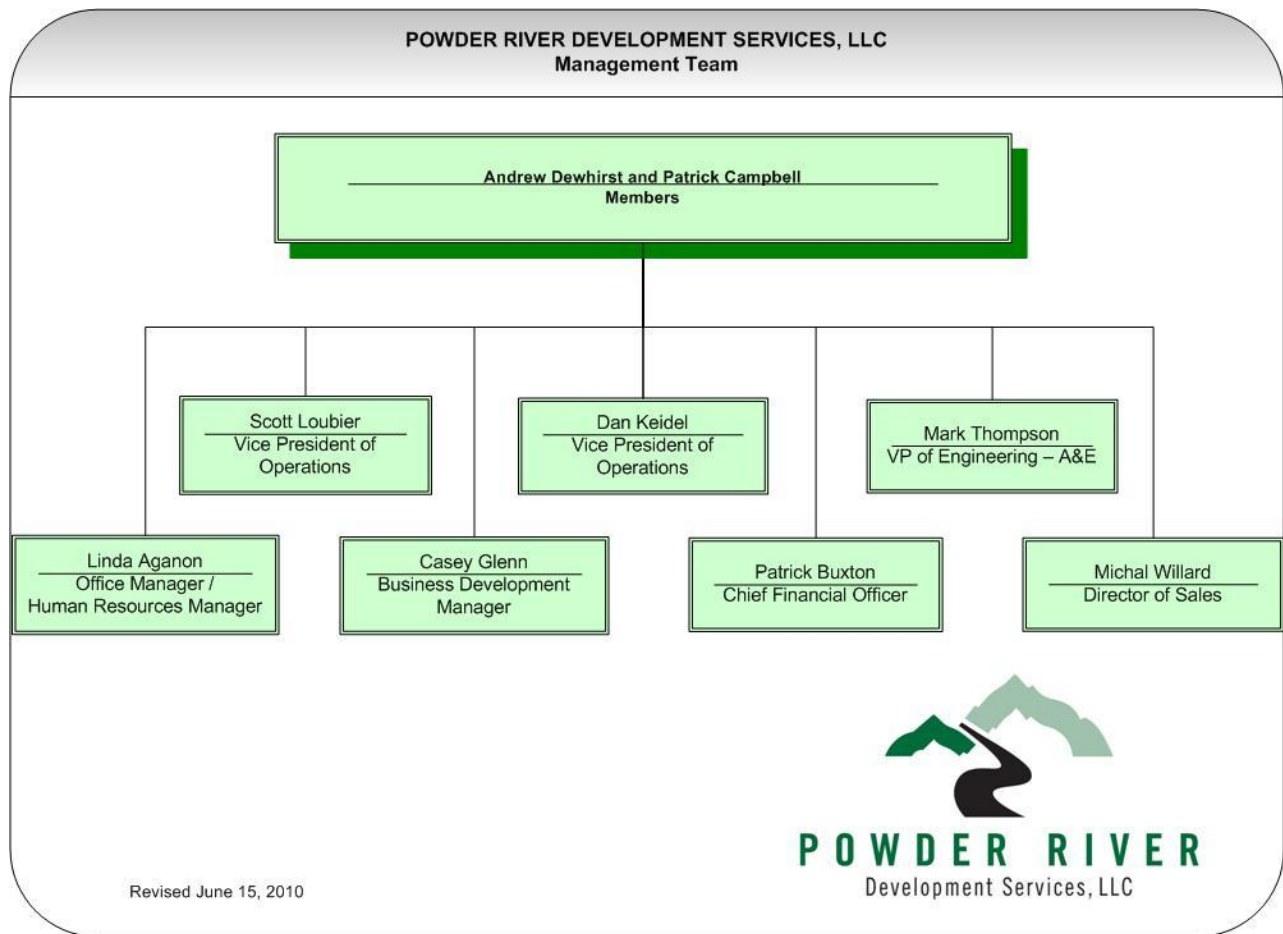 POWDER RIVER DEVELOPMENT SERVICES, LLC
Management Team
Andrew Dewhirst and Patrick Campbell
Members
Scott Loubier
Vice President of
Operations
Dan Keidel
Vice President of
Operations
Mark Thompson
VP of Engineering – A&E
Linda Aganon
Office Manager /
Human Resources Manager
Casey Glenn
Business Development
Manager
Patrick Buxton
Chief Financial Officer
Michal Willard
Director of Sales
POWDER RIVER
Development Services, LLC
Revised June 15, 2010